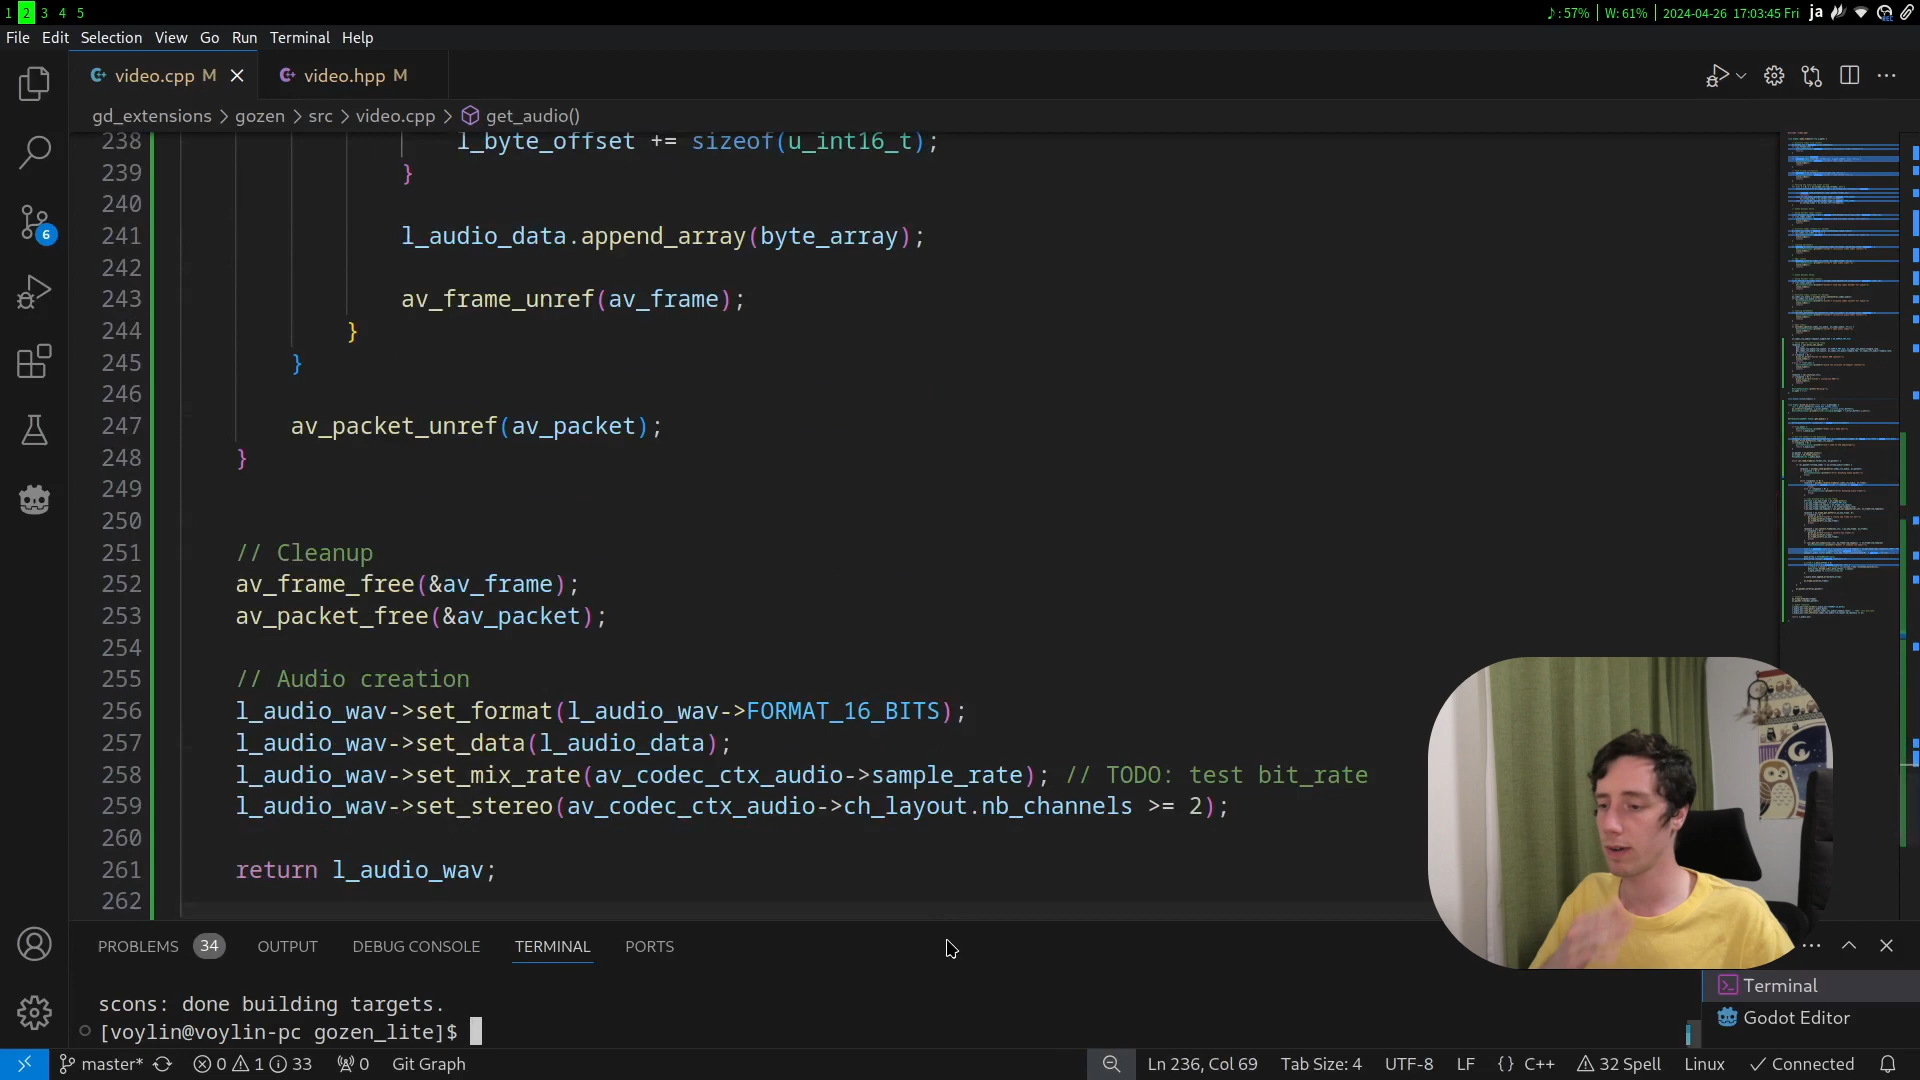 1 2 3 4 5
♪: 57% | W: 61% | 2024-04-26 17:03:45 Fri ja
File Edit Selection View Go Run Terminal Help
video.cpp M
video.hpp M
gd_extensions > gozen > src > video.cpp > get_audio()
238 l_byte_offset += sizeof(u_int16_t);
239 }
240
241 l_audio_data.append_array(byte_array);
242
243 av_frame_unref(av_frame);
244 }
245 }
246
247 av_packet_unref(av_packet);
248 }
249
250
251 // Cleanup
252 av_frame_free(&av_frame);
253 av_packet_free(&av_packet);
254
255 // Audio creation
256 l_audio_wav->set_format(l_audio_wav->FORMAT_16_BITS);
257 l_audio_wav->set_data(l_audio_data);
258 l_audio_wav->set_mix_rate(av_codec_ctx_audio->sample_rate); // TODO: test bit_rate
259 l_audio_wav->set_stereo(av_codec_ctx_audio->ch_layout.nb_channels >= 2);
260
261 return l_audio_wav;
262
6
PROBLEMS 34 OUTPUT DEBUG CONSOLE TERMINAL PORTS
scons: done building targets.
[voylin@voylin-pc gozen_lite]$
Terminal
Godot Editor
master* 0 1 33 0 Git Graph
Ln 236, Col 69 Tab Size: 4 UTF-8 LF {} C++ 32 Spell Linux Connected